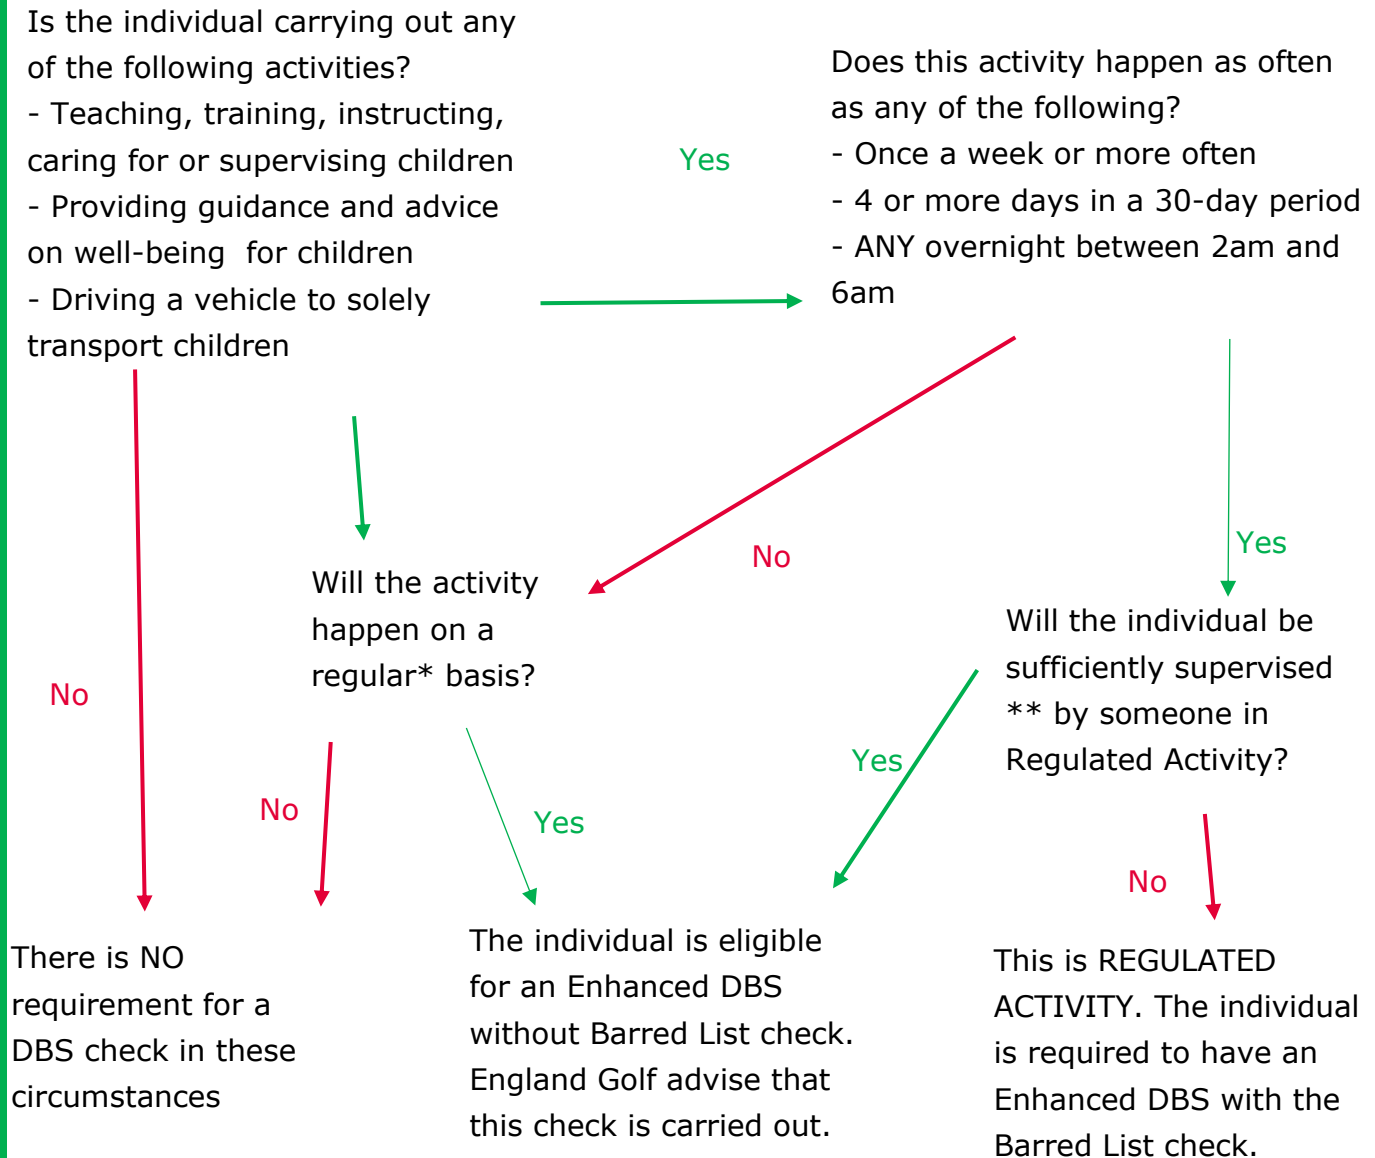 Is the individual carrying out any
of the following activities?
- Teaching, training, instructing,
caring for or supervising children
- Providing guidance and advice
on well-being  for children
- Driving a vehicle to solely
transport children
Yes
Does this activity happen as often
as any of the following?
- Once a week or more often
- 4 or more days in a 30-day period
- ANY overnight between 2am and
6am
No
Yes
Will the activity
happen on a
regular* basis?
Will the individual be
sufficiently supervised
** by someone in
Regulated Activity?
No
No
Yes
Yes
No
There is NO
requirement for a
DBS check in these
circumstances
The individual is eligible
for an Enhanced DBS
without Barred List check.
England Golf advise that
this check is carried out.
This is REGULATED
ACTIVITY. The individual
is required to have an
Enhanced DBS with the
Barred List check.